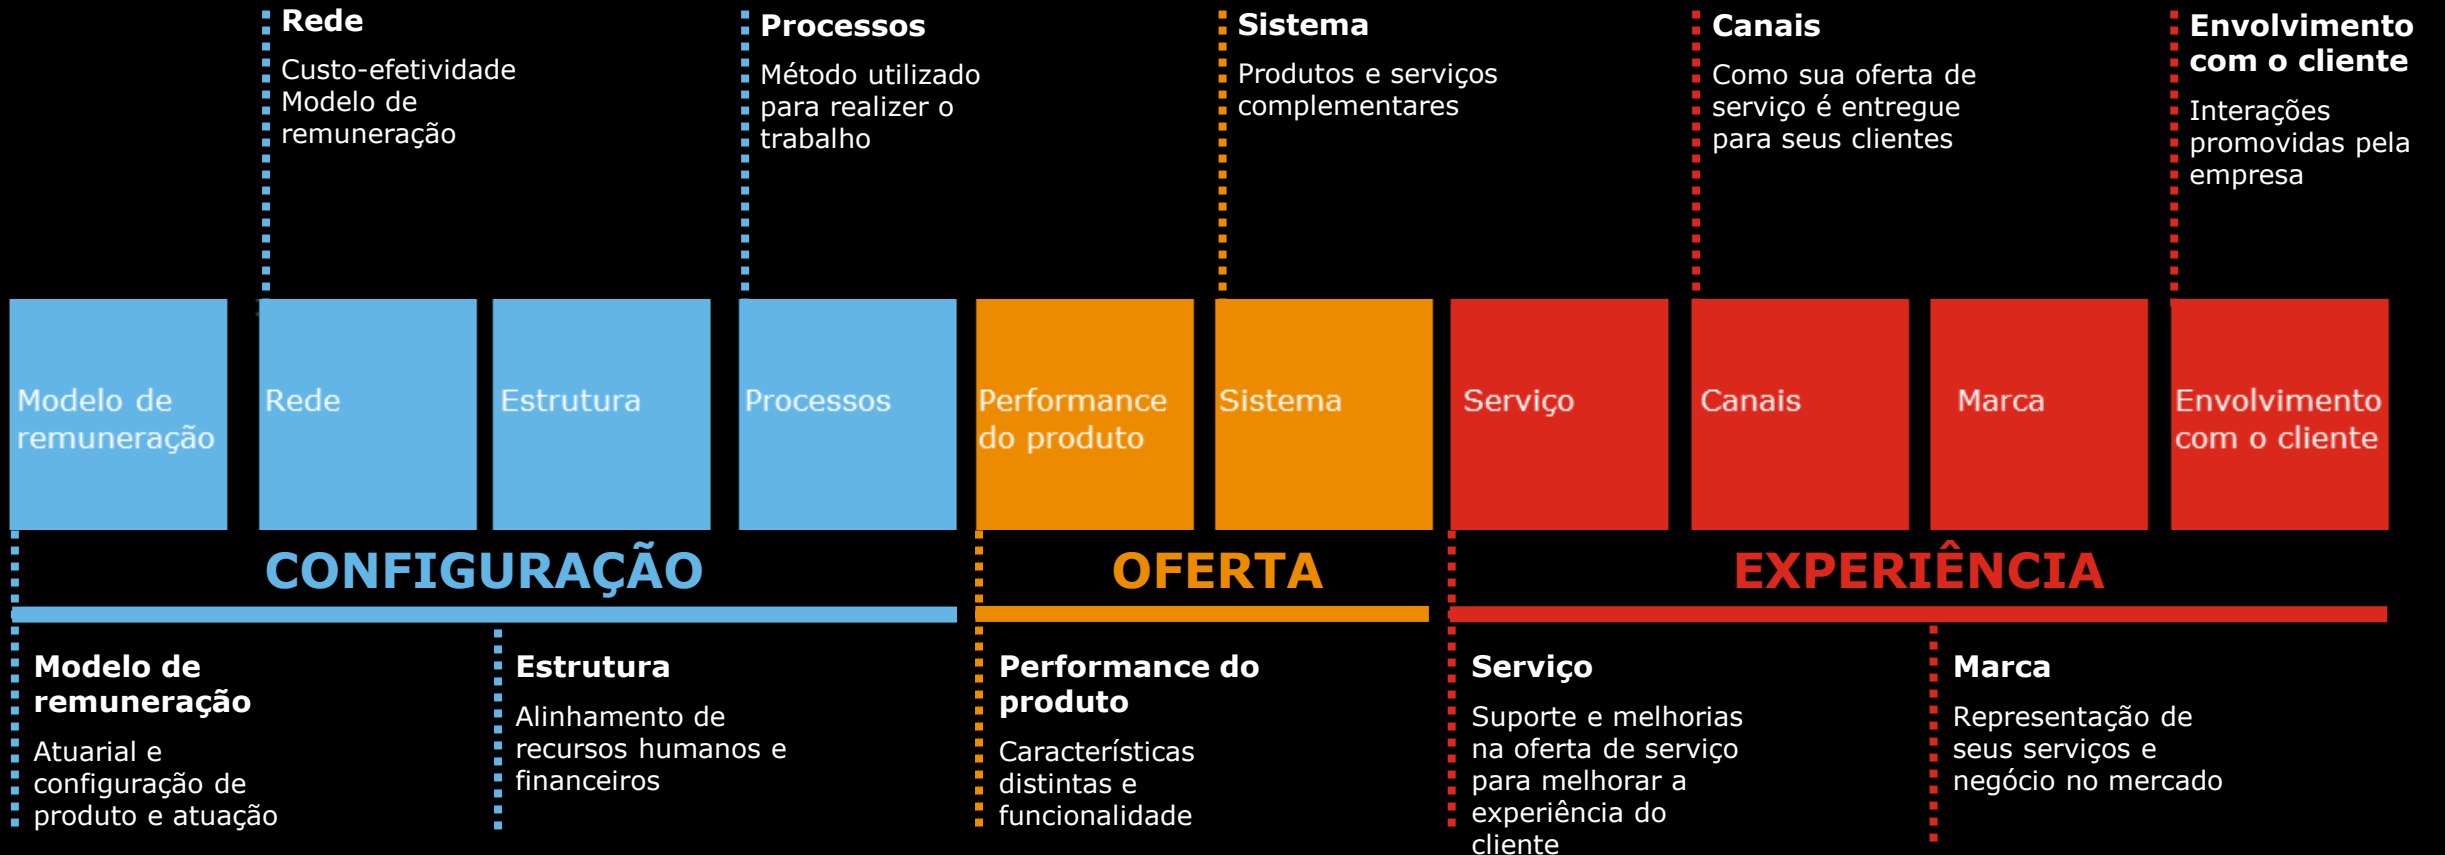 Rede
Custo-efetividade
Modelo de
remuneração
Processos
Método utilizado
para realizer o
trabalho
Sistema
Produtos e serviços
complementares
Canais
Como sua oferta de
serviço é entregue
para seus clientes
Envolvimento
com o cliente
Interações
promovidas pela
empresa
Modelo de
remuneração
Rede
Estrutura
Processos
Performance
do produto
Sistema
Serviço
Canais
Marca
Envolvimento
com o cliente
CONFIGURAÇÃO
OFERTA
EXPERIÊNCIA
Modelo de
remuneração
Atuarial e
configuração de
produto e atuação
Estrutura
Alinhamento de
recursos humanos e
financeiros
Performance do
produto
Características
distintas e
funcionalidade
Serviço
Suporte e melhorias
na oferta de serviço
para melhorar a
experiência do
cliente
Marca
Representação de
seus serviços e
negócio no mercado